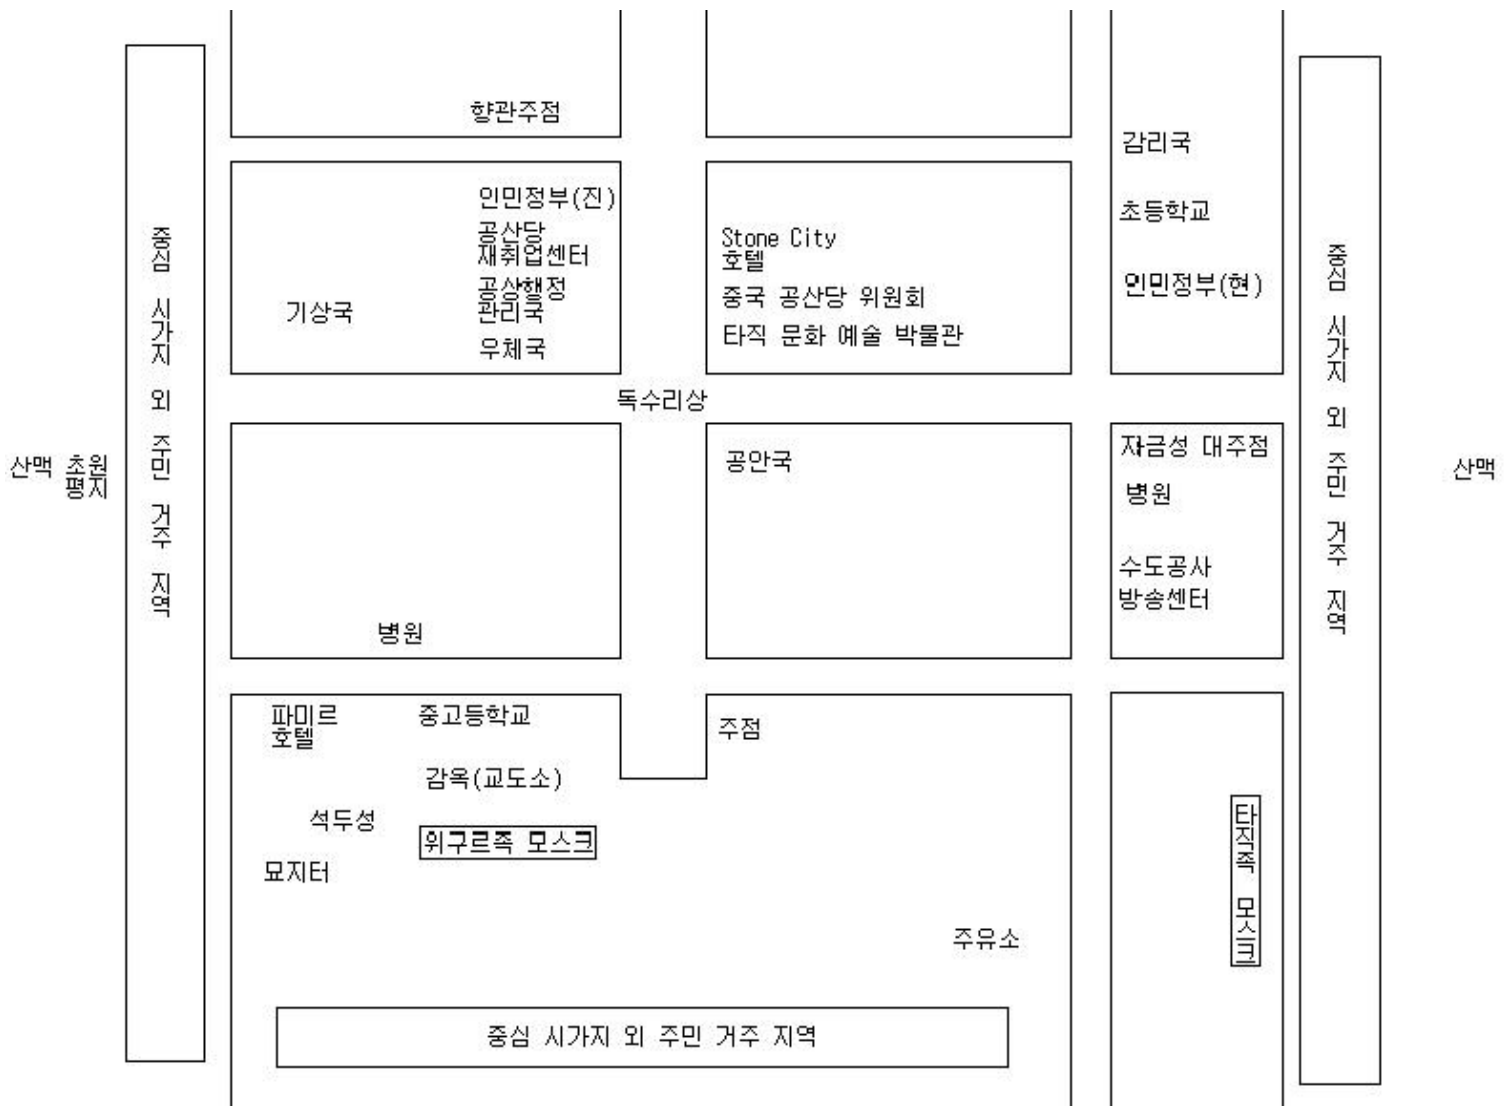 향관주점
감리국
인민정부(진)
공산당
재취업센터
공상행정
관리국
기상국
우체국
Stone City
호텔
중국 공산당 위원회
타직 문화 예술 박물관
초등학교
인민정부(현)
중심 시가지 외 주민 거주 지역
중심 시가지 외 주민 거주 지역
독수리상
산맥
초원
평지
공안국
자금성 대주점
병원
수도공사
방송센터
산맥
병원
파미르
호텔
중고등학교
주점
감옥(교도소)
석두성
위구르족 모스크
묘지터
타직족 모스크
주유소
중심 시가지 외 주민 거주 지역